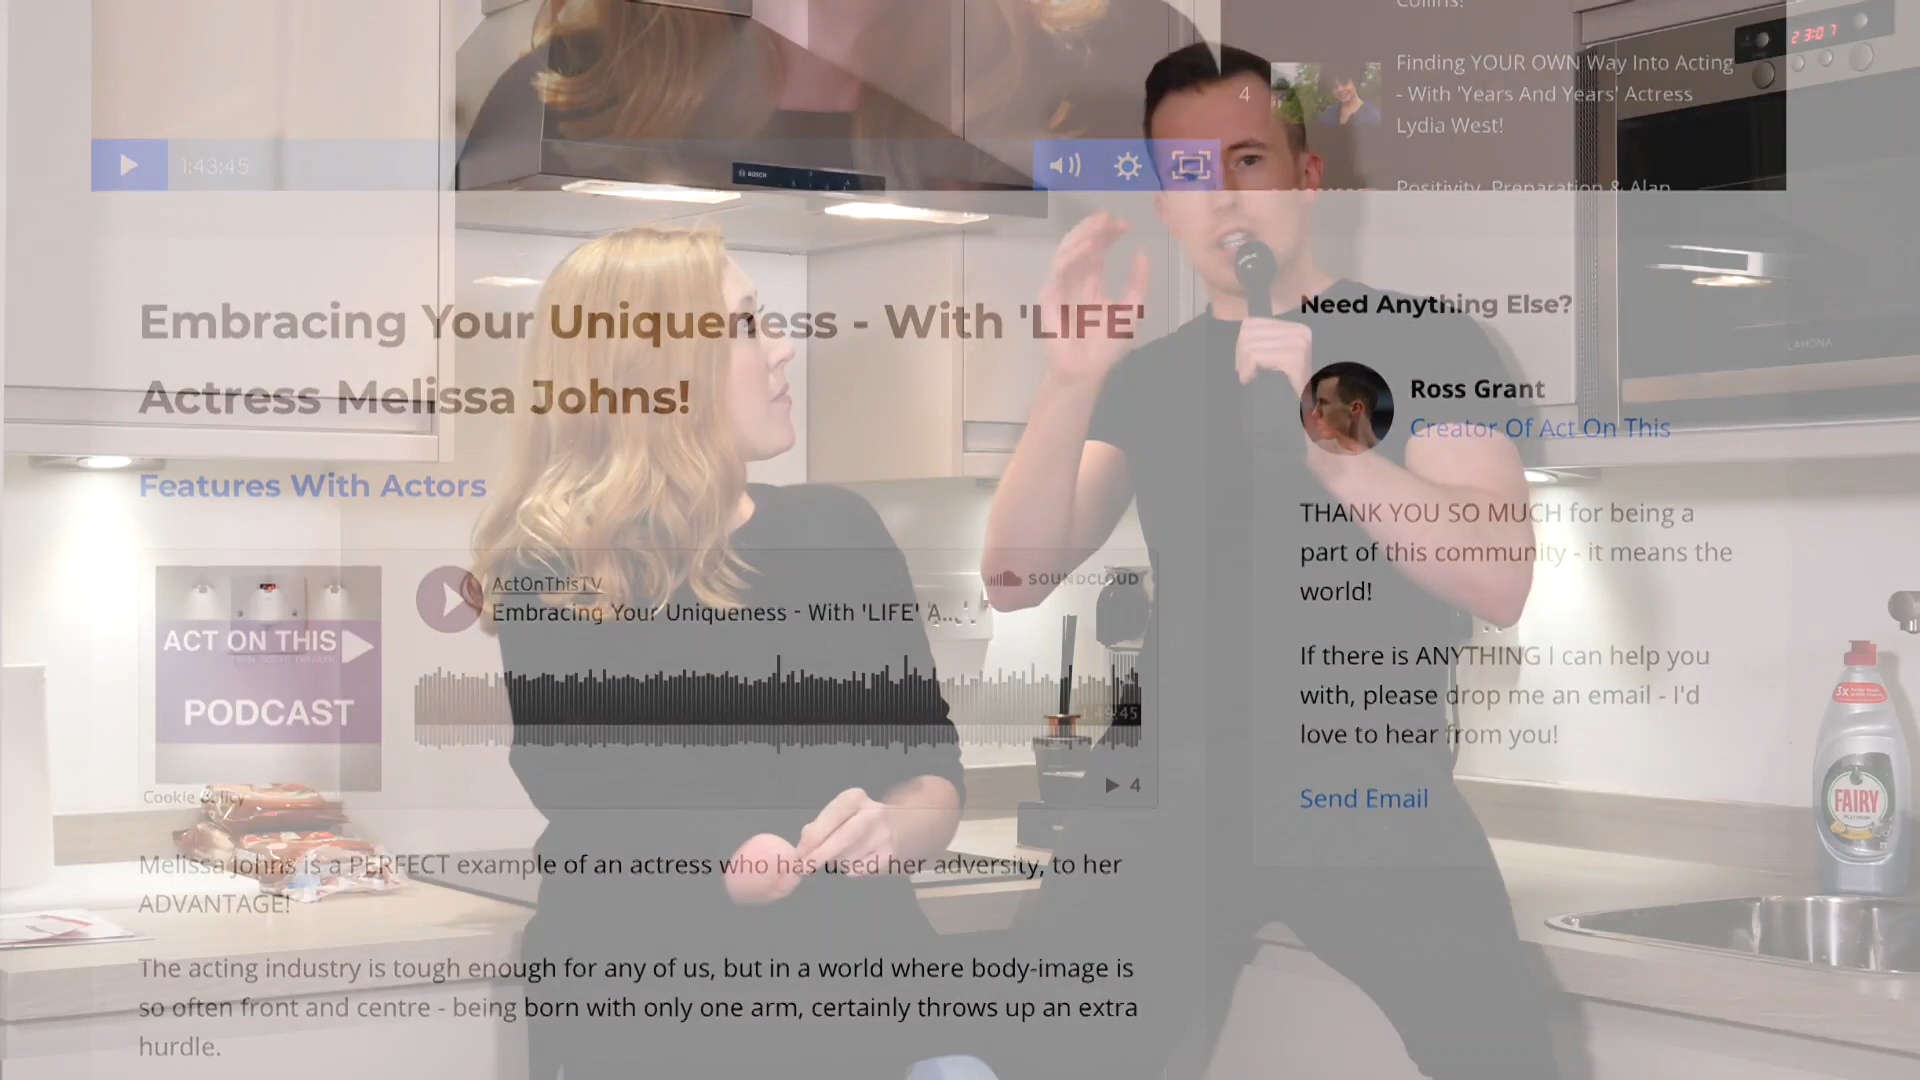 Collins!
23:07
Finding YOUR OWN Way Into Acting
4
- With 'Years And Years' Actress
Lydia West!
1:43:45
BOSCH
Positivity, Preparation & Alan
Embracing Your Uniqueness - With 'LIFE'
Actress Melissa Johns!
Need Anything Else?
LAMONA
Ross Grant
Creator Of Act On This
Features With Actors
THANK YOU SO MUCH for being a
part of this community - it means the
world!
ActOnThisTV
SOUNDCLOUD
Embracing Your Uniqueness - With 'LIFE' A...
ACT ON THIS
PODCAST
If there is ANYTHING I can help you
with, please drop me an email - I'd
love to hear from you!
3x
4
Cookie Policy
Send Email
FAIRY
PLATINUM
Melissa Johns is a PERFECT example of an actress who has used her adversity, to her
ADVANTAGE!
The acting industry is tough enough for any of us, but in a world where body-image is
so often front and centre - being born with only one arm, certainly throws up an extra
hurdle.